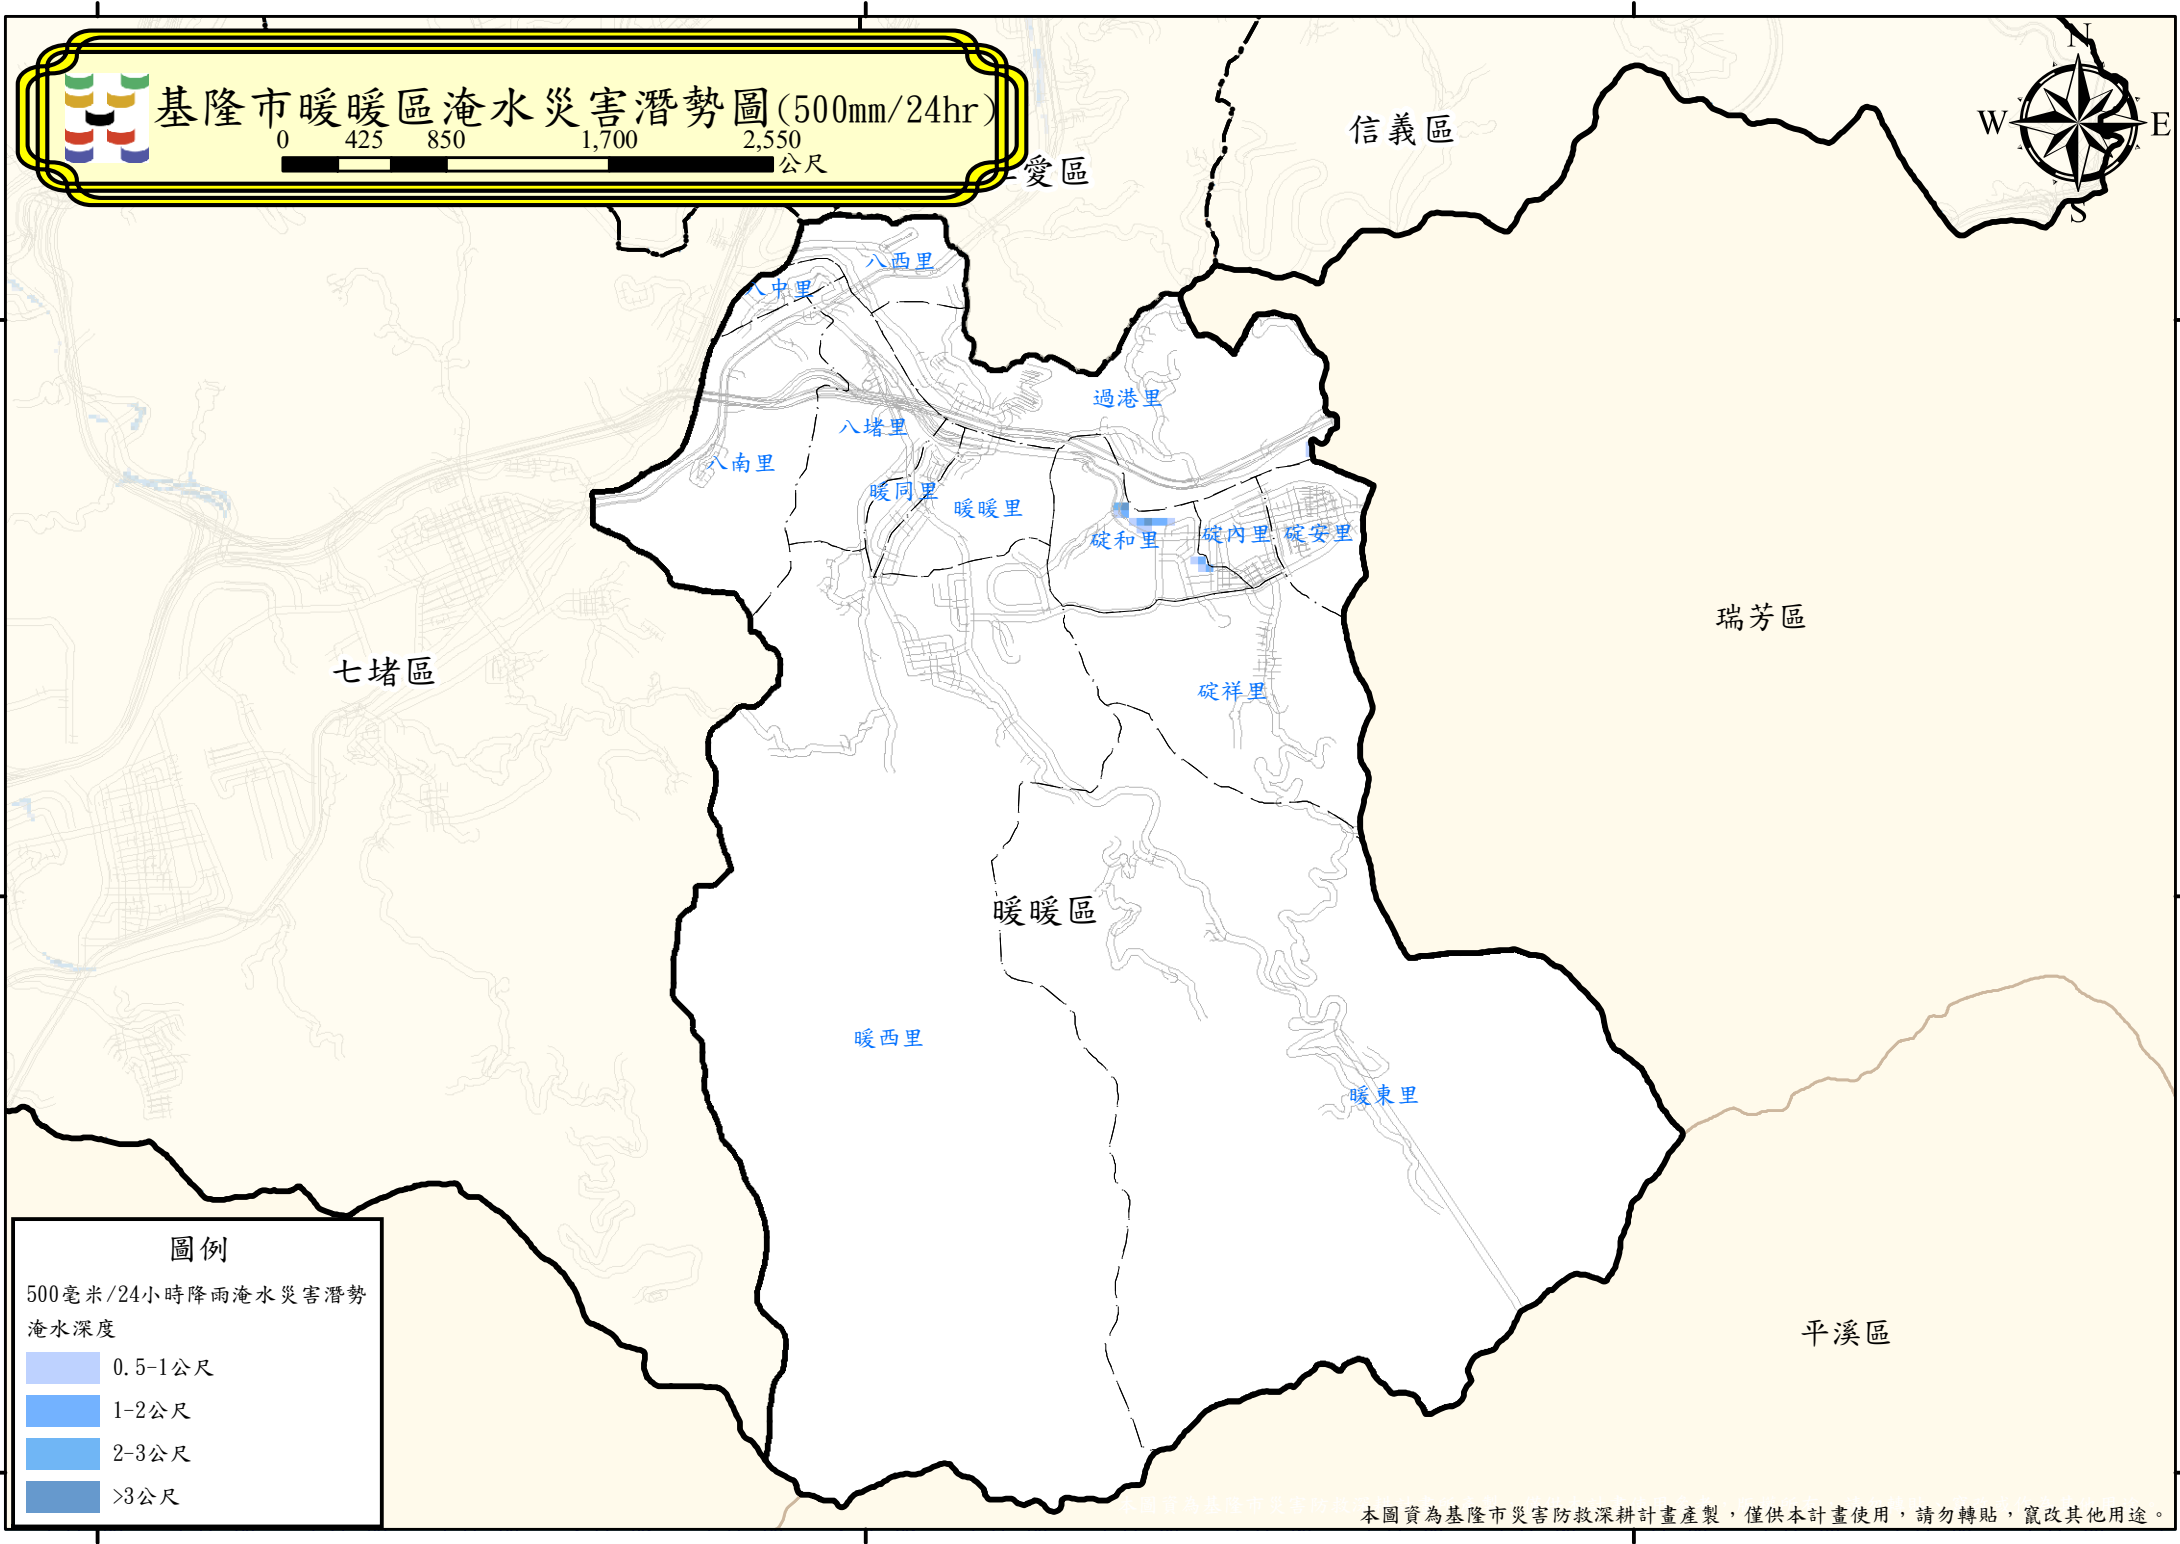 基隆市暖暖區淹水災害潛勢圖(500mm/24hr)
0 425 850 1,700 2,550
公尺
N
W E
S
信義區
愛區
八西里
八中里
過港里
八堵里
八南里
暖同里
暖暖里
碇和里
碇內里
碇安里
瑞芳區
七堵區
碇祥里
暖暖區
暖西里
暖東里
平溪區
圖例
500毫米/24小時降雨淹水災害潛勢
淹水深度
0.5-1公尺
1-2公尺
2-3公尺
>3公尺
本圖資為基隆市災害防救深耕計畫產製，僅供本計畫使用，請勿轉貼，竄改其他用途。